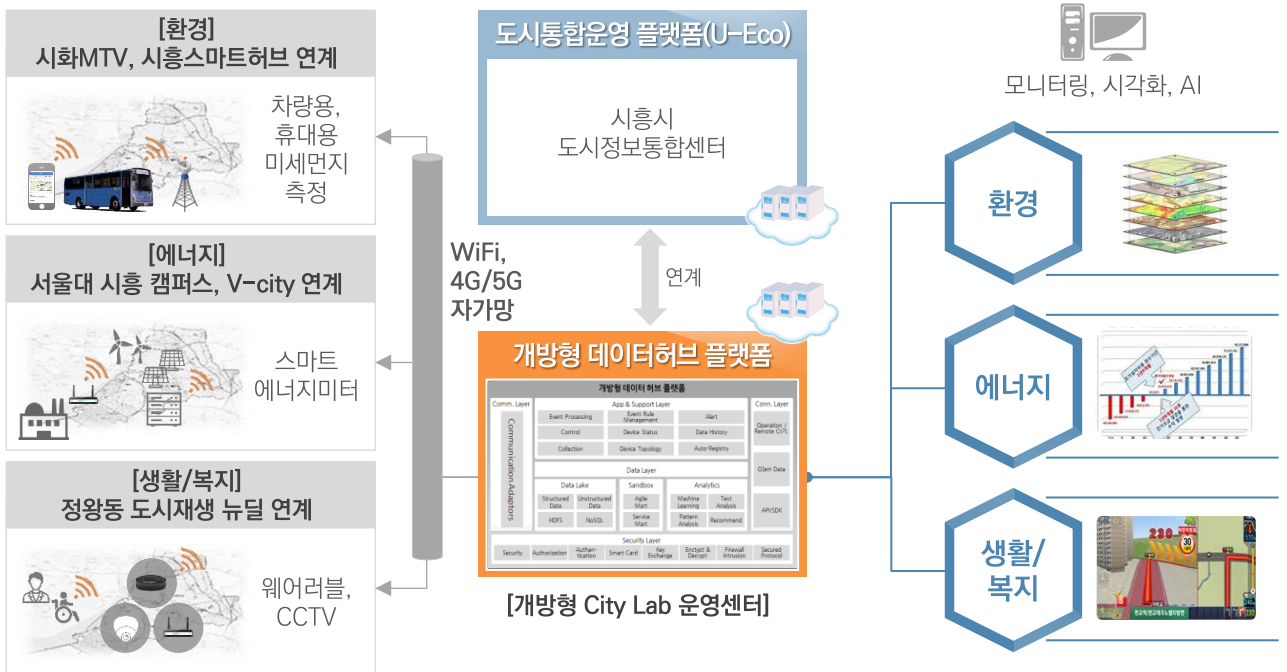 [환경]
시화MTV, 시흥스마트허브 연계
차량용,
휴대용
미세먼지
측정
[에너지]
서울대 시흥 캠퍼스, V-city 연계
스마트
에너지미터
[생활/복지]
정왕동 도시재생 뉴딜 연계
웨어러블,
CCTV
WiFi,
4G/5G
자가망
도시통합운영 플랫폼(U-Eco)
시흥시
도시정보통합센터
연계
개방형 데이터허브 플랫폼
개방형 데이터 허브 플랫폼
Comm. Layer
Communication Adaptors
App & Support Layer
Event Processing
Event Rule
Management
Alert
Control
Device Status
Data History
Collection
Device Topology
Auto-Registry
Data Layer
Data Lake
Structured
Data
Unstructured
Data
HDFS
NoSQL
Sandbox
Agile
Mart
Service
Mart
Analytics
Machine
Learning
Text
Analysis
Pattern
Analysis
Recommend
Conn. Layer
Operation /
Remote
Data
API/SDK
Security Layer
Security
Authorization
Authen-
tication
Smart Card
Key
Exchange
Encrypt &
Decrypt
Firewall
Intrusion
Secured
Protocol
[개방형 City Lab 운영센터]
모니터링, 시각화, AI
환경
에너지
생활/
복지
230
30